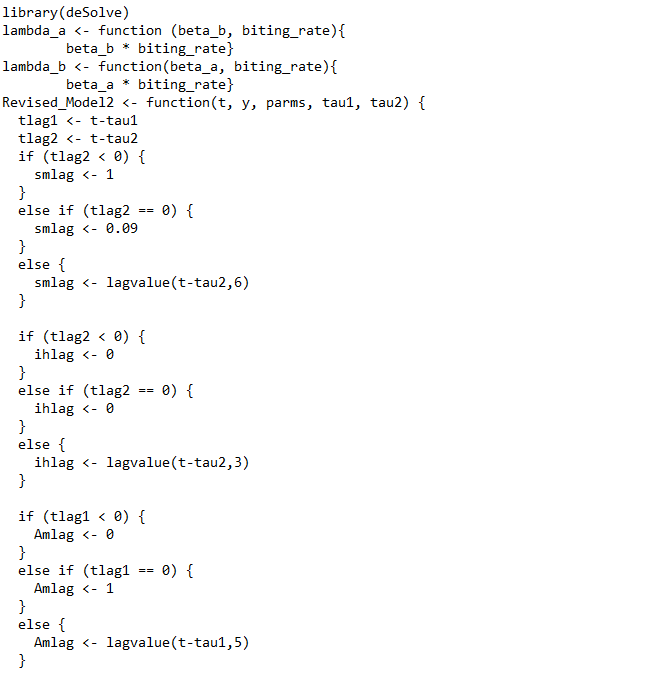 library(deSolve)
lambda_a <- function (beta_b, biting_rate){
        beta_b * biting_rate}
lambda_b <- function(beta_a, biting_rate){
        beta_a * biting_rate}
Revised_Model2 <- function(t, y, parms, tau1, tau2) {
  tlag1 <- t-tau1
  tlag2 <- t-tau2
  if (tlag2 < 0) {
    smlag <- 1
  }
  else if (tlag2 == 0) {
    smlag <- 0.09
  }
  else {
    smlag <- lagvalue(t-tau2,6)
  }

  if (tlag2 < 0) {
    ihlag <- 0
  }
  else if (tlag2 == 0) {
    ihlag <- 0
  }
  else {
    ihlag <- lagvalue(t-tau2,3)
  }

  if (tlag1 < 0) {
    Amlag <- 0
  }
  else if (tlag1 == 0) {
    Amlag <- 1
  }
  else {
    Amlag <- lagvalue(t-tau1,5)
  }